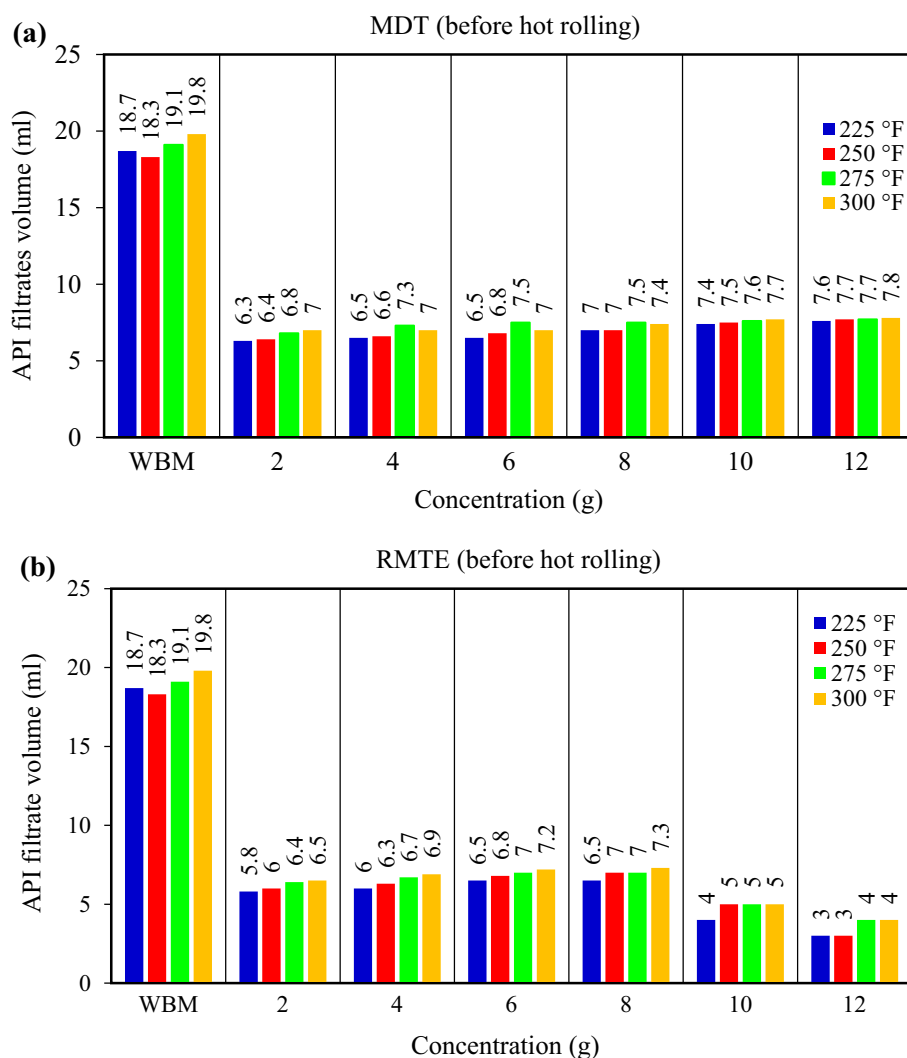 (a)
MDT (before hot rolling)
API filtrates volume (ml)
25
20
15
10
5
0
18.7 18.3 19.1 19.8
6.3 6.4 6.8 7
6.5 6.6 7.3 7
6.5 6.8 7.5 7
7 7 7.5 7.4
7.4 7.5 7.6 7.7
7.6 7.7 7.7 7.8
225 °F
250 °F
275 °F
300 °F
WBM 2 4 6 8 10 12
Concentration (g)
(b)
RMTE (before hot rolling)
API filtrate volume (ml)
25
20
15
10
5
0
18.7 18.3 19.1 19.8
5.8 6 6.4 6.5
6 6.3 6.7 6.9
6.5 6.8 7 7.2
6.5 7 7 7.3
4 5 5 5
3 3 4 4
225 °F
250 °F
275 °F
300 °F
WBM 2 4 6 8 10 12
Concentration (g)